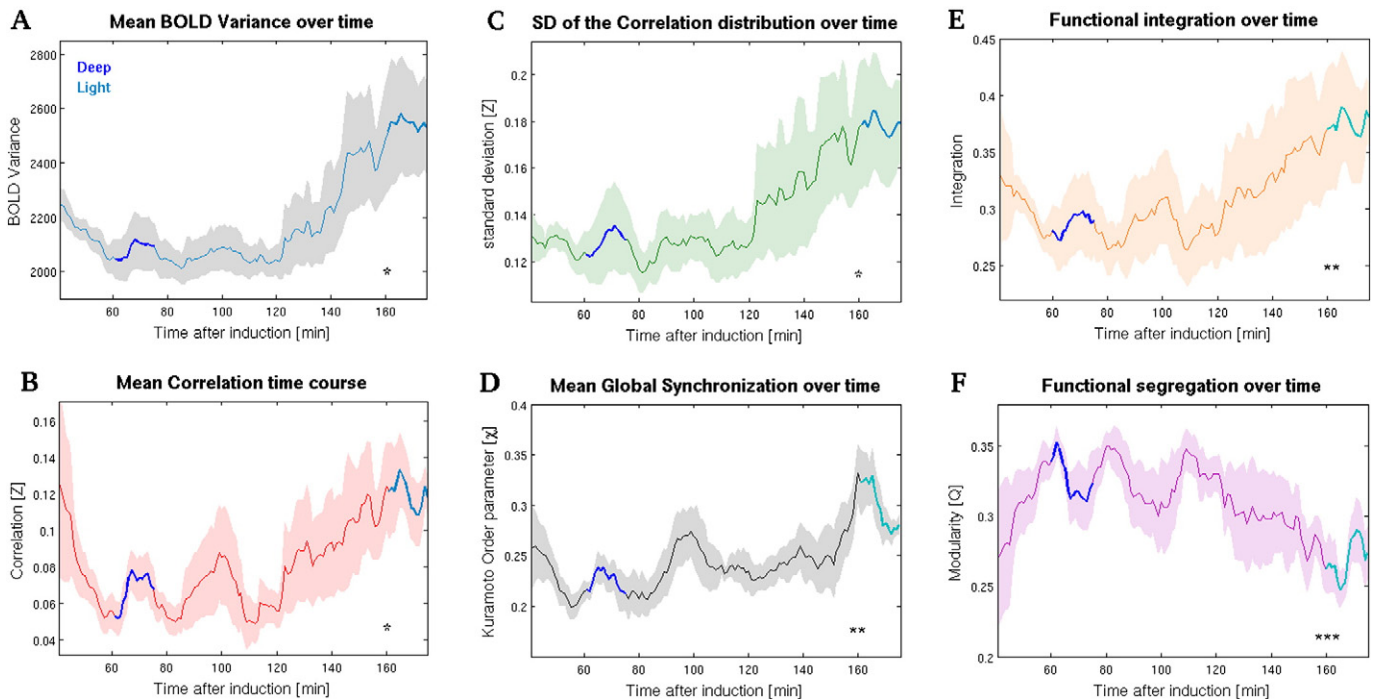 A
Mean BOLD Variance over time
2800
2600
2400
2200
2000
BOLD Variance
Deep
Light
*
60 80 100 120 140 160
Time after induction [min]
C
SD of the Correlation distribution over time
0.2
0.18
0.16
0.14
0.12
standard deviation [Z]
*
60 80 100 120 140 160
Time after induction [min]
E
Functional integration over time
0.45
0.4
0.35
0.3
0.25
Integration
**
60 80 100 120 140 160
Time after induction [min]
B
Mean Correlation time course
0.16
0.14
0.12
0.1
0.08
0.06
0.04
Correlation [Z]
*
60 80 100 120 140 160
Time after induction [min]
D
Mean Global Synchronization over time
0.4
0.35
0.3
0.25
0.2
Kuramoto Order parameter [χ]
**
60 80 100 120 140 160
Time after induction [min]
F
Functional segregation over time
0.35
0.3
0.25
0.2
Modularity [Q]
***
60 80 100 120 140 160
Time after induction [min]